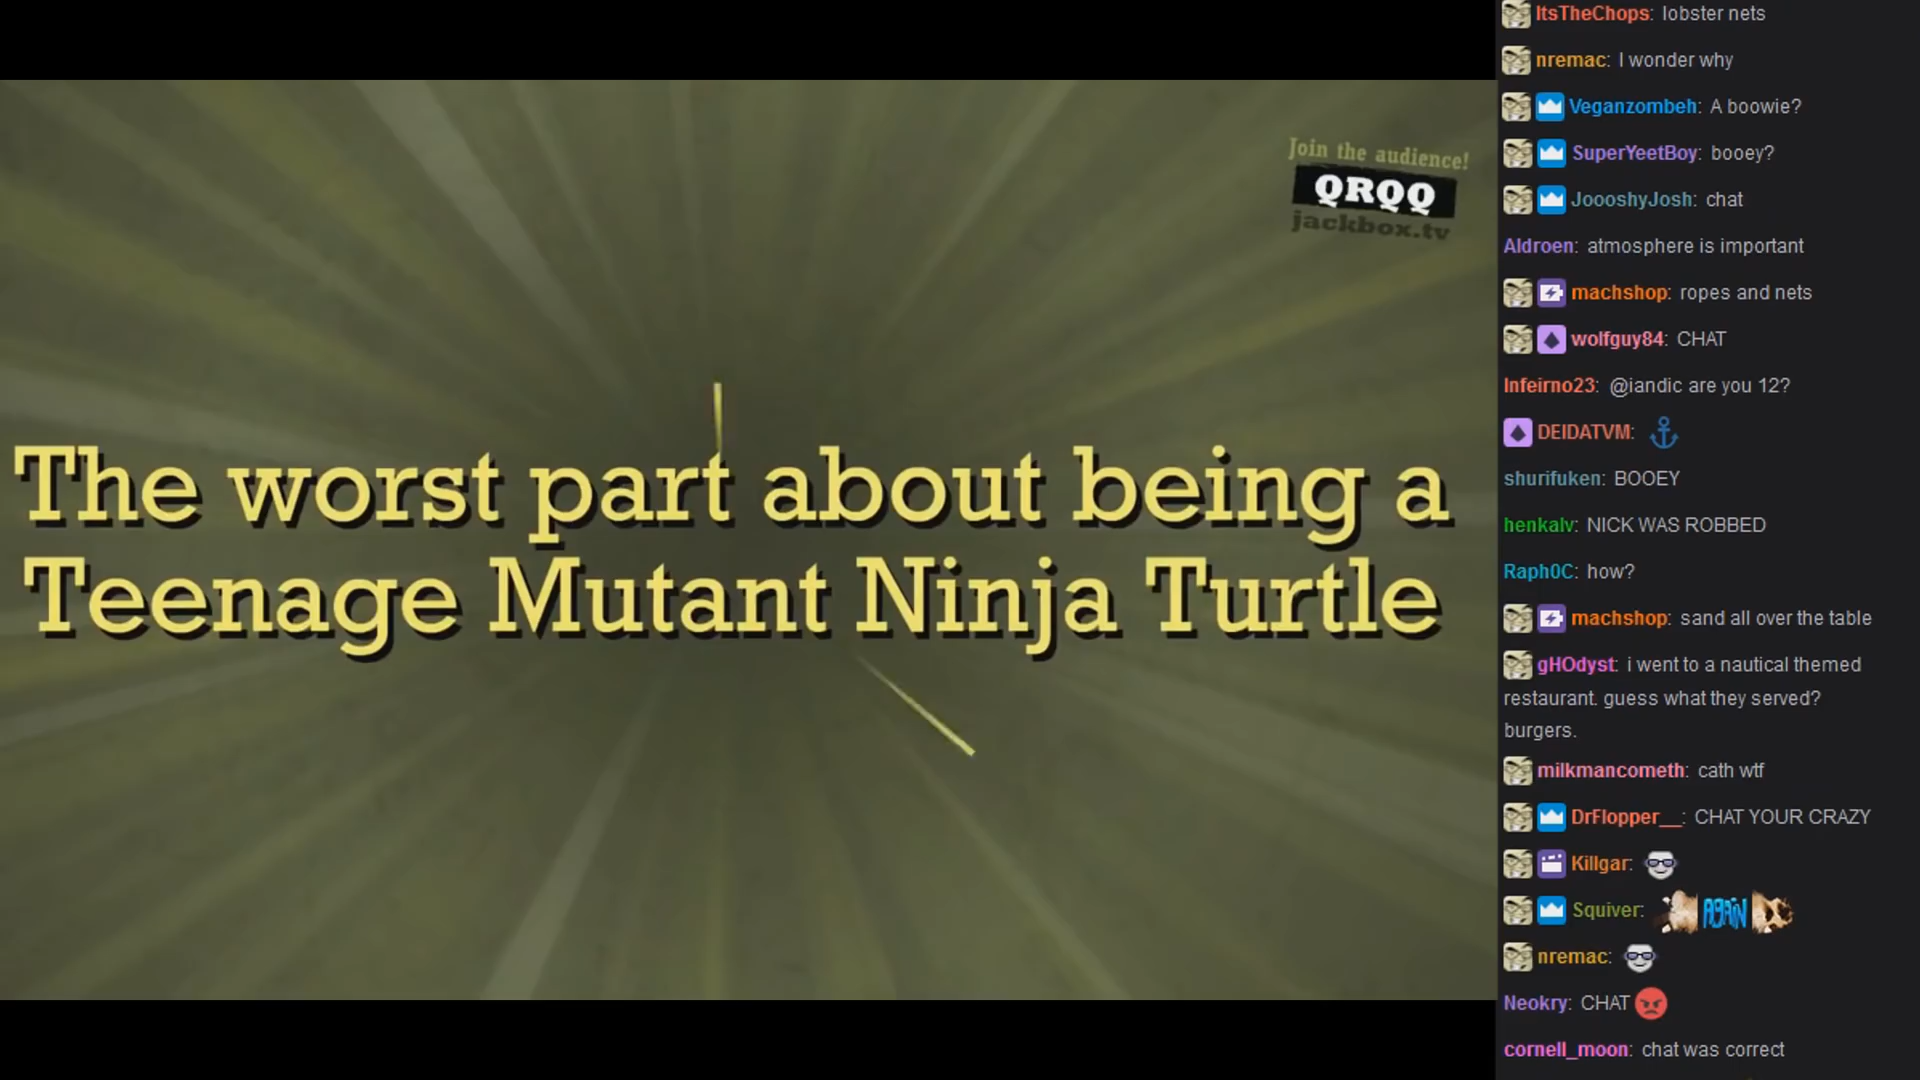 Join the audience!
QRQQ
jackbox.tv
The worst part about being a
Teenage Mutant Ninja Turtle
ItsTheChops: lobster nets
nremac: I wonder why
Veganzombeh: A boowie?
SuperYeetBoy: booey?
JoooshyJosh: chat
Aldroen: atmosphere is important
machshop: ropes and nets
wolfguy84: CHAT
Infeirno23: @iandic are you 12?
DEIDATVM:
shurifuken: BOOEY
henkalv: NICK WAS ROBBED
Raph0C: how?
machshop: sand all over the table
gHOdyst: i went to a nautical themed
restaurant. guess what they served?
burgers.
milkmancometh: cath wtf
DrFlopper__: CHAT YOUR CRAZY
Killgar:
Squiver: AGAIN
nremac:
Neokry: CHAT
cornell_moon: chat was correct